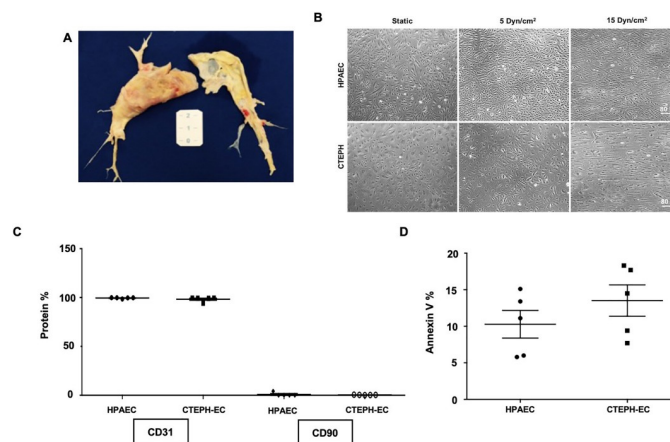 A
B
Static
5 Dyn/cm²
15 Dyn/cm²
HPAEC
CTEPH
C
Protein %
150
100
50
0
HPAEC
CTEPH-EC
HPAEC
CTEPH-EC
CD31
CD90
D
Annexin V %
20
15
10
5
0
HPAEC
CTEPH-EC